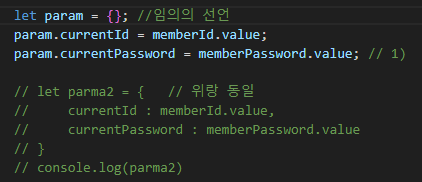 let param = {}; //임의의 선언
param.currentId = memberId.value;
param.currentPassword = memberPassword.value; // 1)
// let parma2 = {   // 위랑 동일
//     currentId : memberId.value,
//     currentPassword : memberPassword.value
// }
// console.log(parma2)